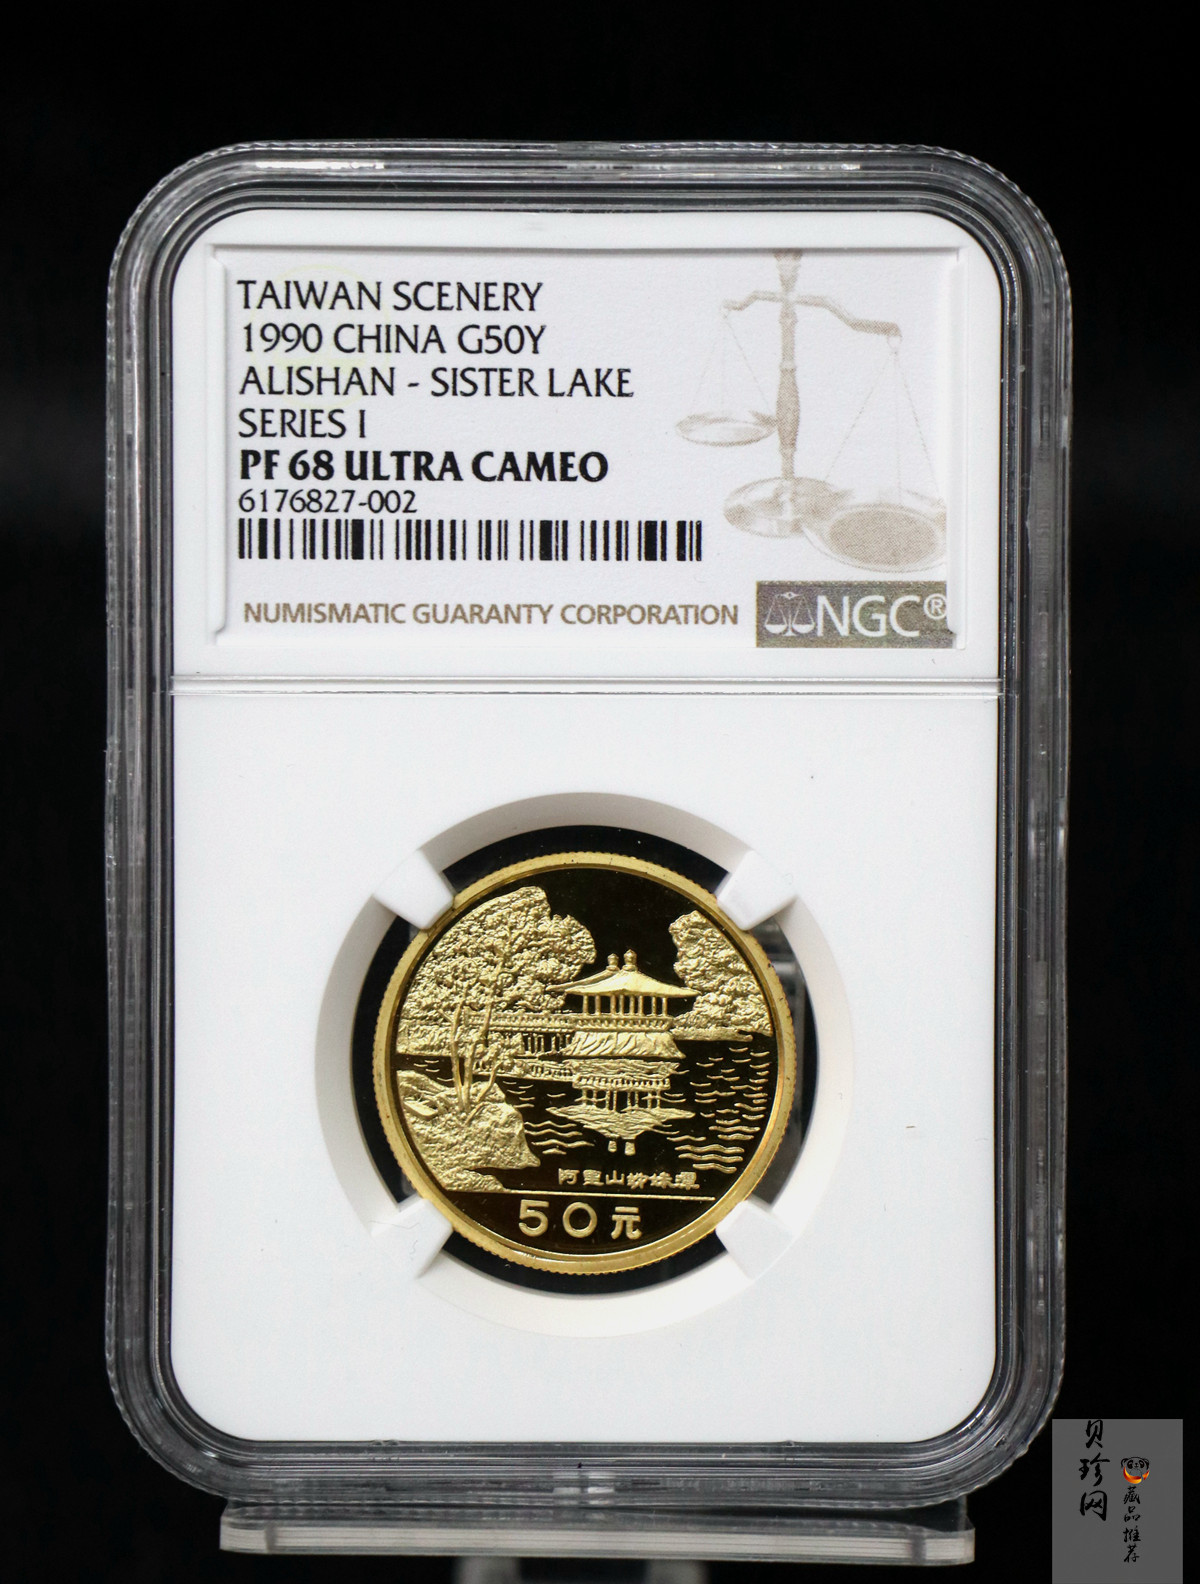 TAIWAN SCENERY
1990 CHINA G50Y
ALISHAN - SISTER LAKE
SERIES I
PF 68 ULTRA CAMEO
6176827-002
NUMISMATIC GUARANTY CORPORATION
NGC®
阿里山姊妹潭
50元
贝珍网
藏品推荐